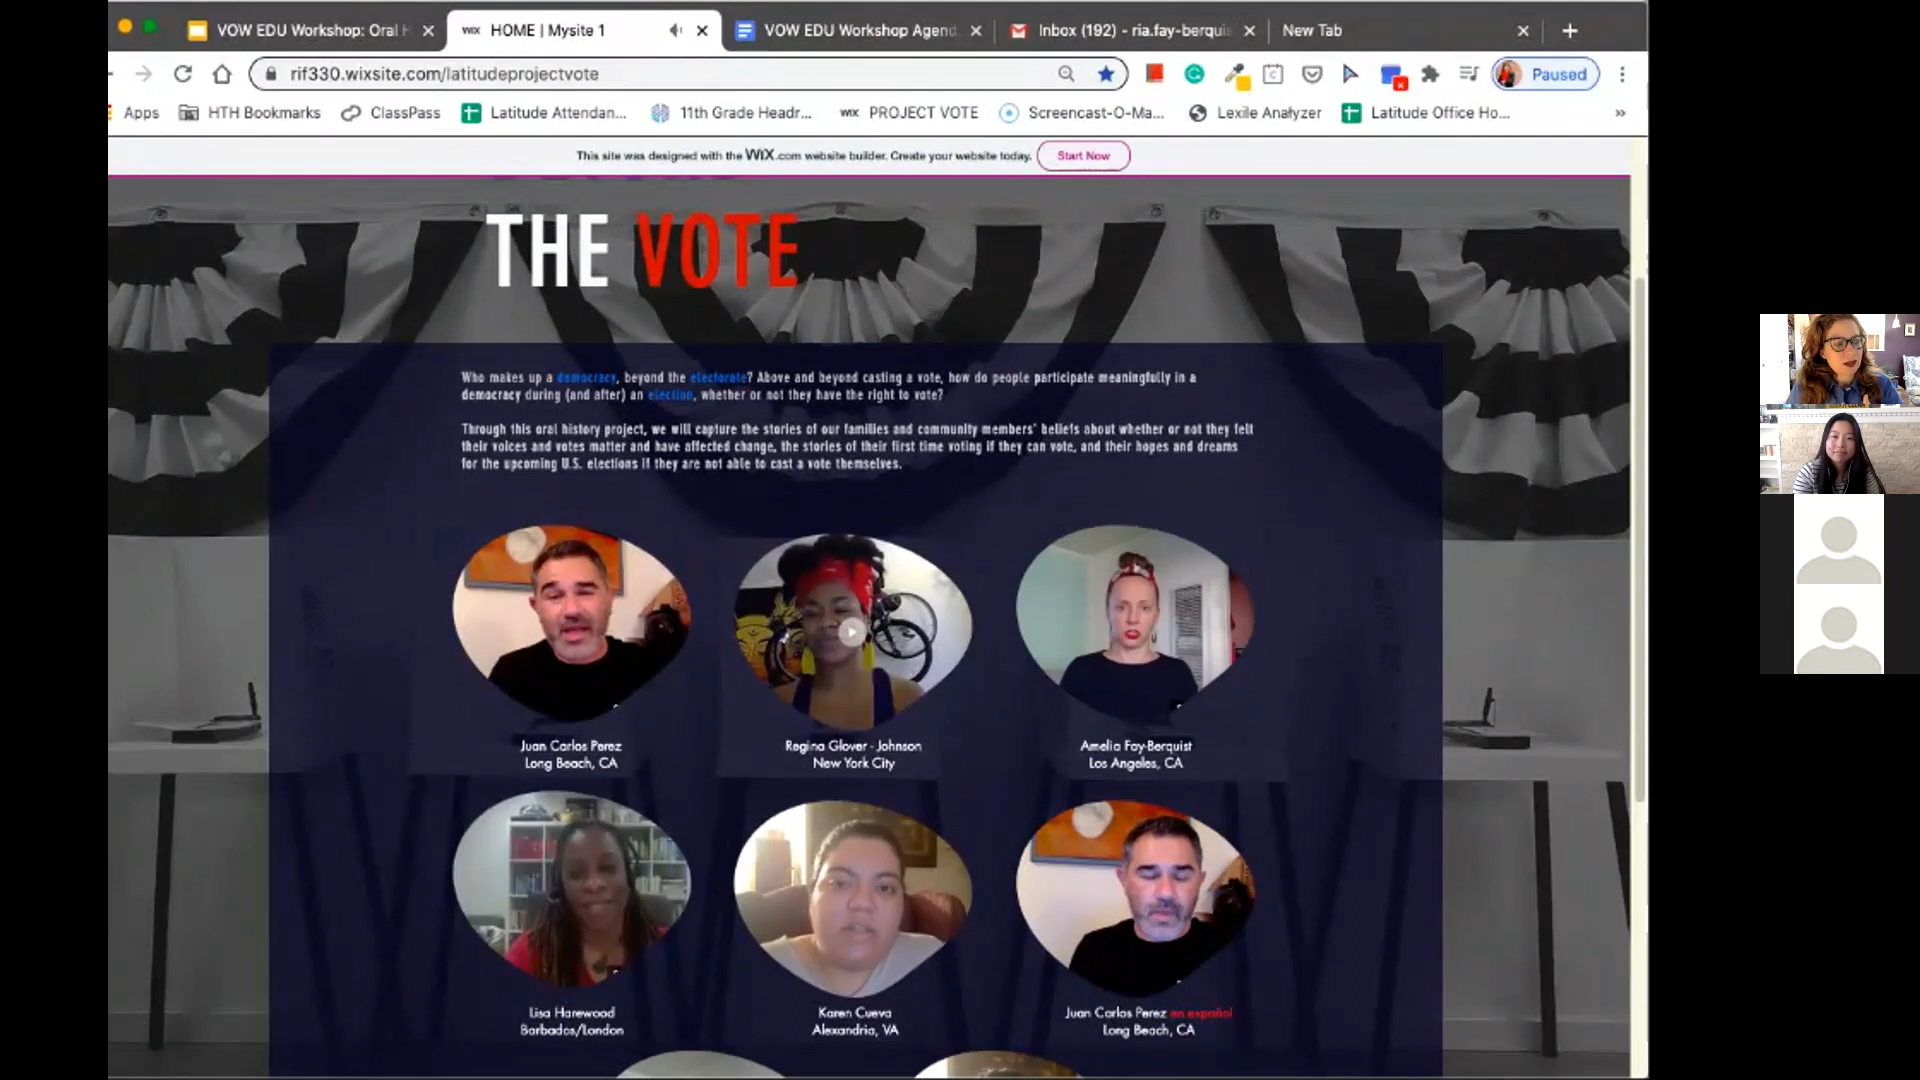 VOW EDU Workshop: Oral H
WiX HOME | Mysite 1
VOW EDU Workshop Agend
Inbox (192) - ria.fay-berquis
New Tab
rif330.wixsite.com/latitudeprojectvote
Paused
Apps
HTH Bookmarks
ClassPass
Latitude Attendan...
11th Grade Headr...
WiX PROJECT VOTE
Screencast-O-Ma...
Lexile Analyzer
Latitude Office Ho...
»
This site was designed with the WiX.com website builder. Create your website today.
Start Now
THE VOTE
Who makes up a democracy, beyond the electorate? Above and beyond casting a vote, how do people participate meaningfully in a
democracy during (and after) an election, whether or not they have the right to vote?
Through this oral history project, we will capture the stories of our families and community members' beliefs about whether or not they felt
their voices and votes matter and have affected change, the stories of their first time voting if they can vote, and their hopes and dreams
for the upcoming U.S. elections if they are not able to cast a vote themselves.
Juan Carlos Perez
Long Beach, CA
Regina Glover - Johnson
New York City
Amelia Fay-Berquist
Los Angeles, CA
Lisa Harewood
Barbados/London
Karen Cueva
Alexandria, VA
Juan Carlos Perez en español
Long Beach, CA